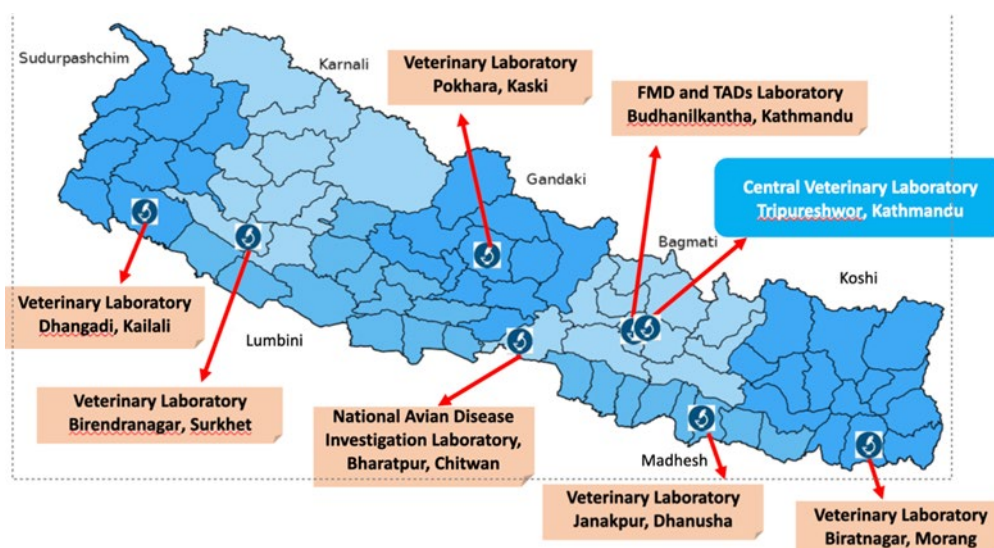 Sudurpashchim
Karnali
Veterinary Laboratory
Pokhara, Kaski
FMD and TADs Laboratory
Budhanilkantha, Kathmandu
Gandaki
Central Veterinary Laboratory
Tripureshwor, Kathmandu
Bagmati
Koshi
Veterinary Laboratory
Dhangadi, Kailali
Lumbini
Veterinary Laboratory
Birendranagar, Surkhet
National Avian Disease
Investigation Laboratory,
Bharatpur, Chitwan
Madhesh
Veterinary Laboratory
Janakpur, Dhanusha
Veterinary Laboratory
Biratnagar, Morang